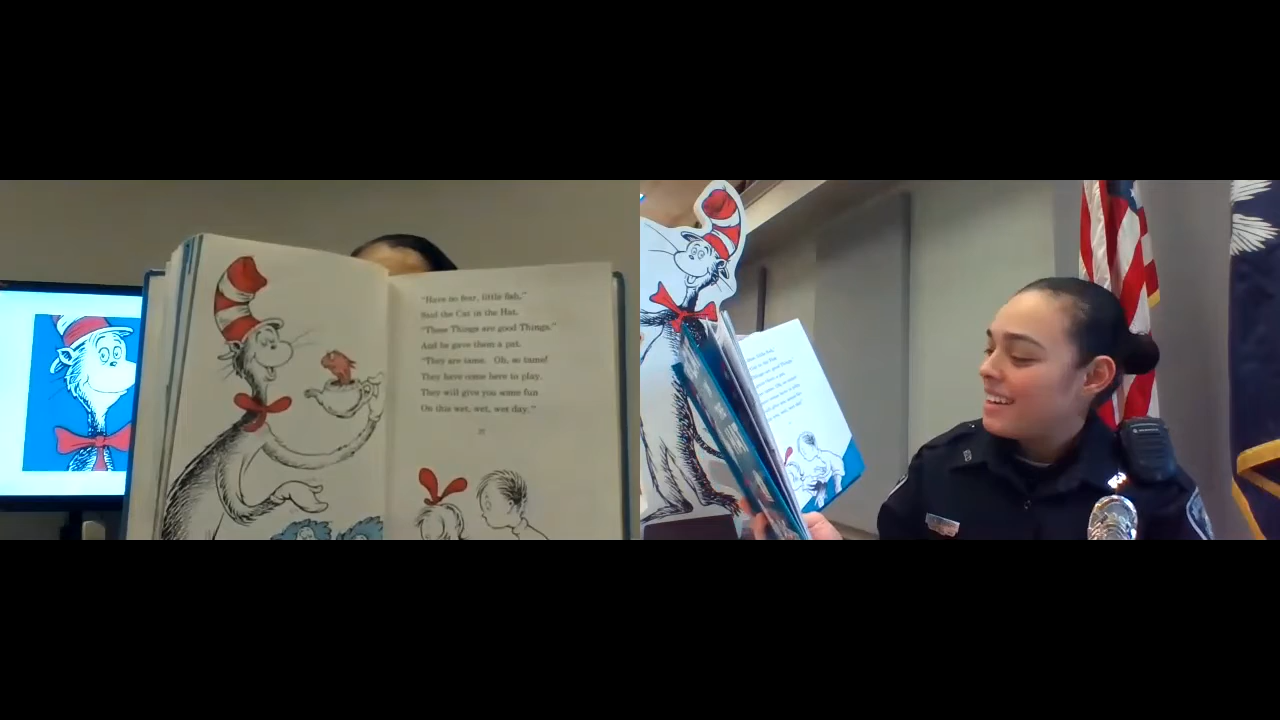 "Have no fear, little fish,"
Said the Cat in the Hat.
"These Things are good Things."
And he gave them a pat.
"They are tame. Oh, so tame!
They have come here to play.
They will give you some fun
On this wet, wet, wet day."